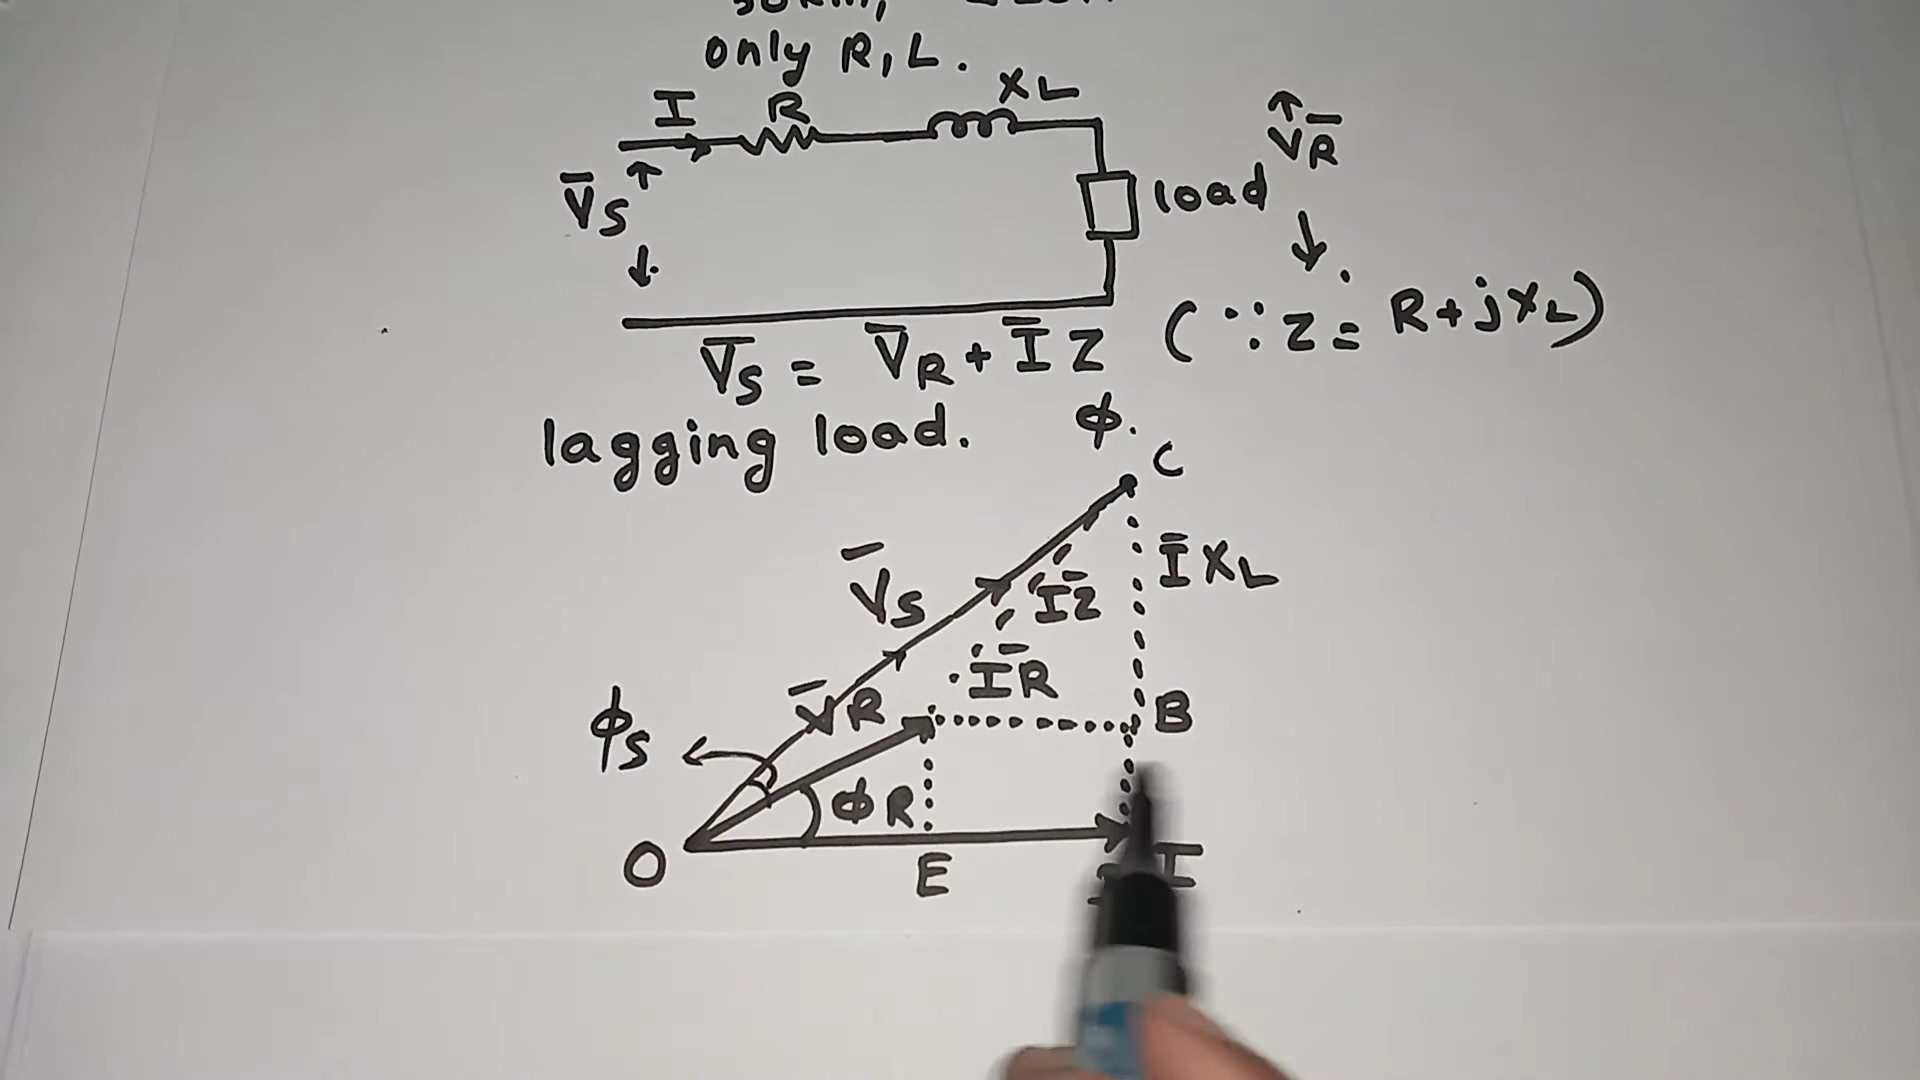 only R, L.
I R XL
V̄S load V̄R
V̄S = V̄R + ĪZ (∵ Z = R + jXL)
lagging load. ϕ.
C
V̄S ĪZ̄ ĪXL
ĪR
V̄R B
ϕS
ϕR
O E I